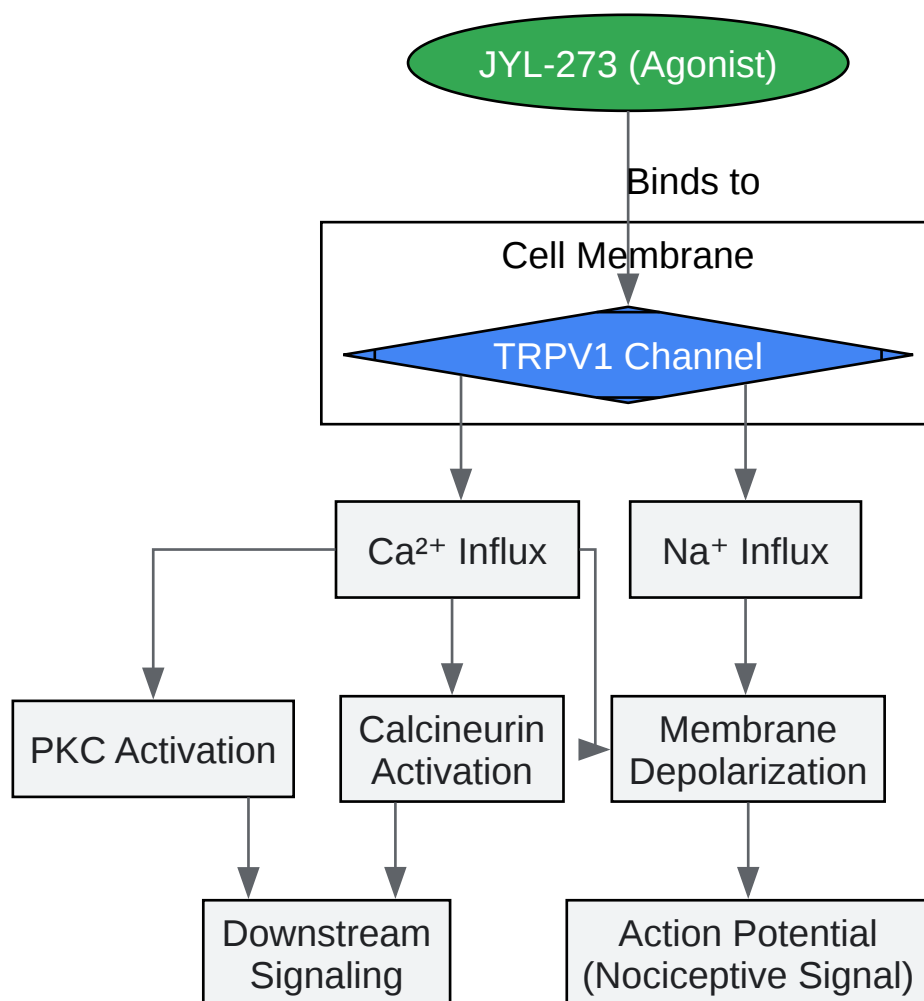 JYL-273 (Agonist)
Binds to
Cell Membrane
TRPV1 Channel
Ca²⁺ Influx
Na⁺ Influx
PKC Activation
Calcineurin
Activation
Membrane
Depolarization
Downstream
Signaling
Action Potential
(Nociceptive Signal)